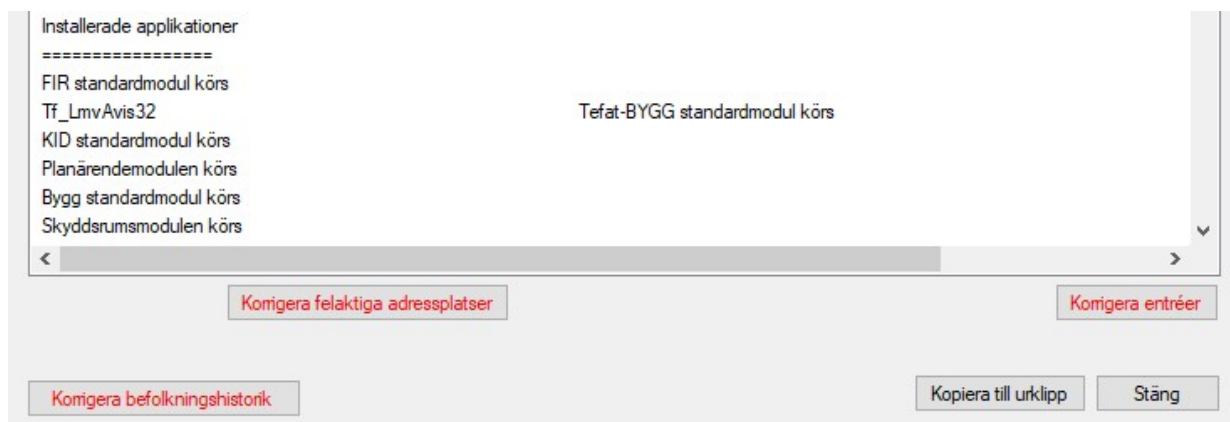 Installerade applikationer
=================
FIR standardmodul körs
Tf_LmvAvis32 Tefat-BYGG standardmodul körs
KID standardmodul körs
Planärendemodulen körs
Bygg standardmodul körs
Skyddsrumsmodulen körs
Korrigera felaktiga adressplatser Korrigera entréer
Korrigera befolkningshistorik Kopiera till urklipp Stäng